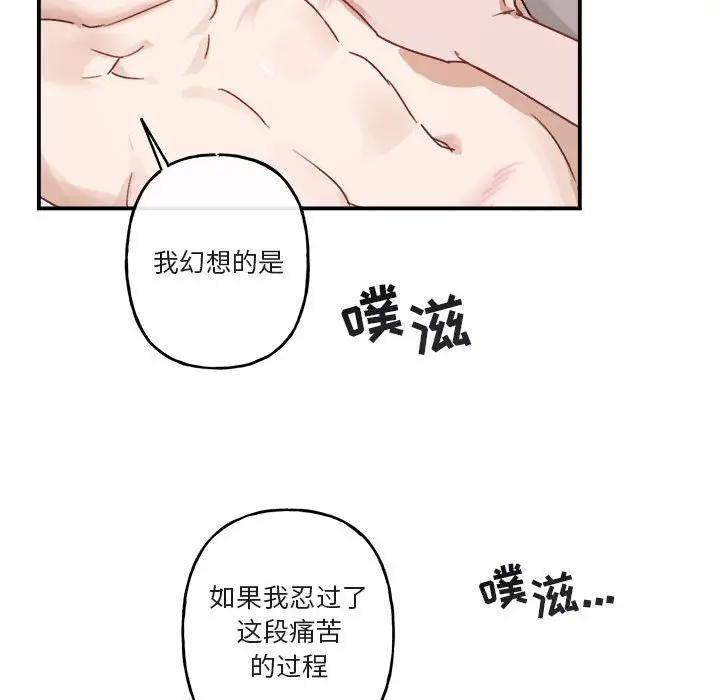 我幻想的是
噗滋
如果我忍过了
这段痛苦
的过程
噗滋...